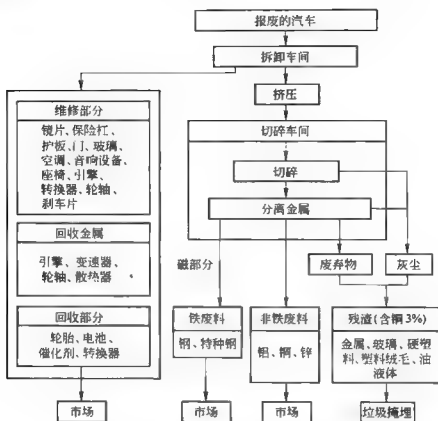 报废的汽车
拆卸车间
挤压
维修部分
镜片、保险杠、
护板、门、玻璃、
空调、音响设备、
座椅、引擎、
转换器、轮轴、
刹车片
回收金属
引擎、变速器、
轮轴、散热器
回收部分
轮胎、电池、
催化剂、转换器
市场
切碎车间
切碎
分离金属
磁部分
废弃物
灰尘
铁废料
钢、特种钢
市场
非铁废料
铝、铜、锌
市场
残渣(含铜3%)
金属、玻璃、硬塑
料、塑料绒毛、油
液体
垃圾掩埋